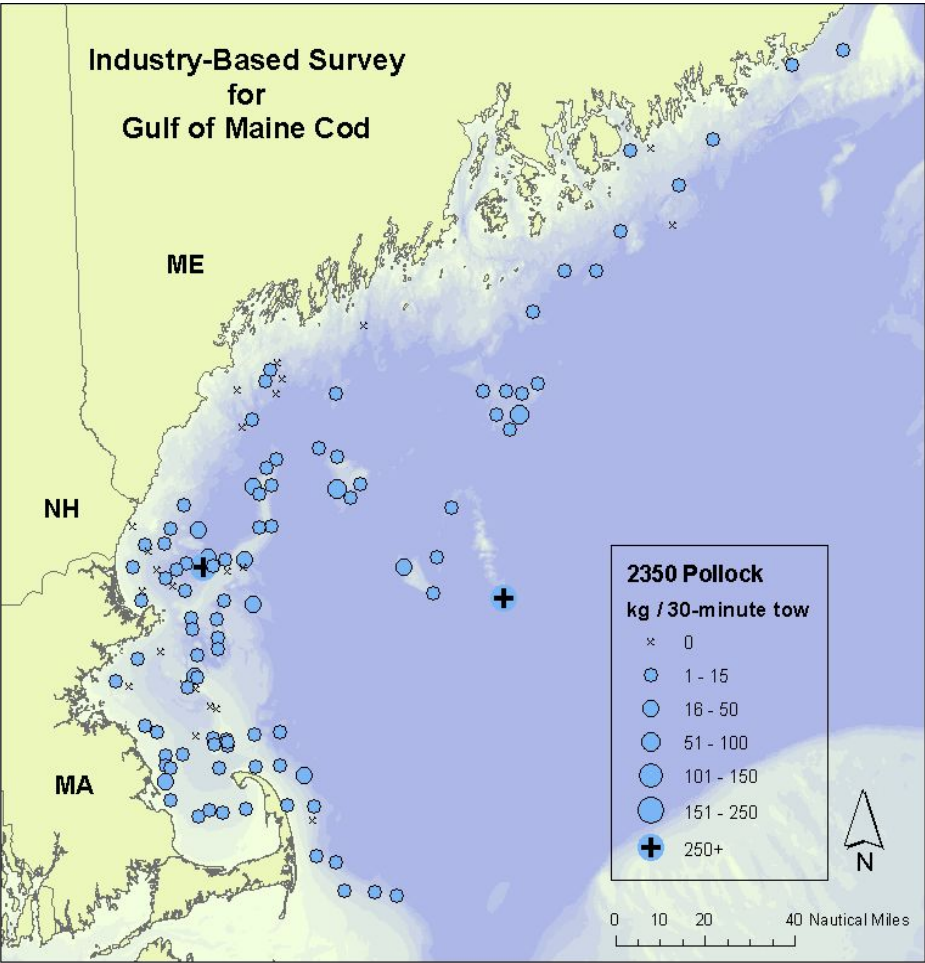 Industry-Based Survey
for
Gulf of Maine Cod
ME
NH
MA
2350 Pollock
kg / 30-minute tow
0
1 - 15
16 - 50
51 - 100
101 - 150
151 - 250
250+
N
0 10 20 40 Nautical Miles